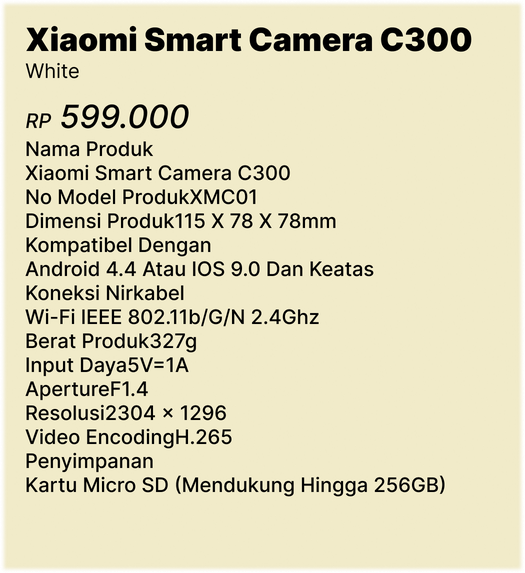 Xiaomi Smart Camera C300
White
RP 599.000
Nama Produk
Xiaomi Smart Camera C300
No Model ProdukXMC01
Dimensi Produk115 X 78 X 78mm
Kompatibel Dengan
Android 4.4 Atau IOS 9.0 Dan Keatas
Koneksi Nirkabel
Wi-Fi IEEE 802.11b/G/N 2.4Ghz
Berat Produk327g
Input Daya5V=1A
ApertureF1.4
Resolusi2304 × 1296
Video EncodingH.265
Penyimpanan
Kartu Micro SD (Mendukung Hingga 256GB)